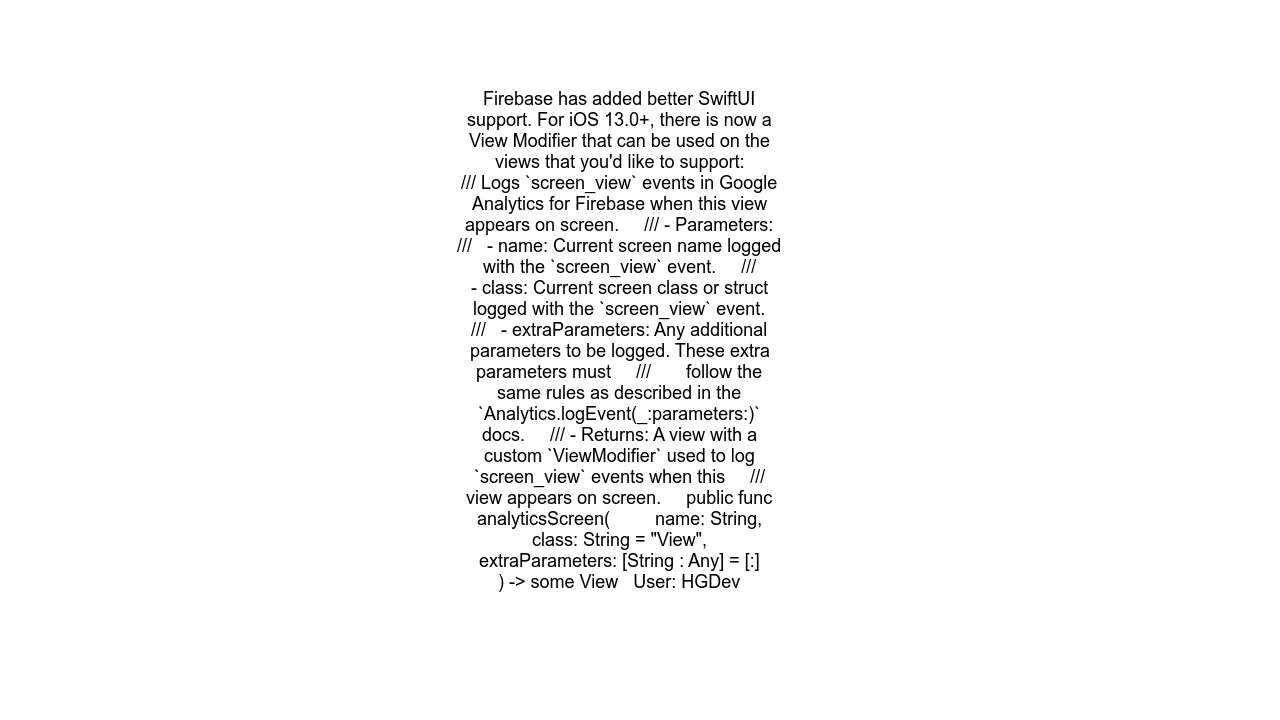 Firebase has added better SwiftUI
support. For iOS 13.0+, there is now a
View Modifier that can be used on the
views that you'd like to support:
/// Logs `screen_view` events in Google
Analytics for Firebase when this view
appears on screen.     /// - Parameters:
///   - name: Current screen name logged
with the `screen_view` event.     ///
- class: Current screen class or struct
logged with the `screen_view` event.
///   - extraParameters: Any additional
parameters to be logged. These extra
parameters must     ///       follow the
same rules as described in the
`Analytics.logEvent(_:parameters:)`
docs.     /// - Returns: A view with a
custom `ViewModifier` used to log
`screen_view` events when this     ///
view appears on screen.     public func
analyticsScreen(         name: String,
class: String = "View",
extraParameters: [String : Any] = [:]
) -> some View   User: HGDev